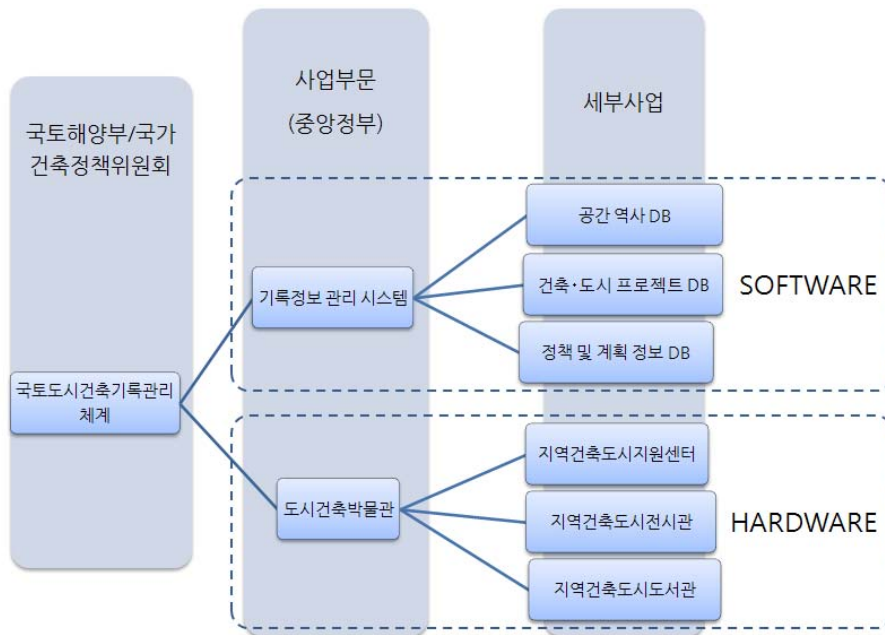 국토해양부/국가
건축정책위원회
사업부문
(중앙정부)
세부사업
국토도시건축기록관리
체계
기록정보 관리 시스템
공간 역사 DB
건축·도시 프로젝트 DB
정책 및 계획 정보 DB
SOFTWARE
도시건축박물관
지역건축도시지원센터
지역건축도시전시관
지역건축도시도서관
HARDWARE